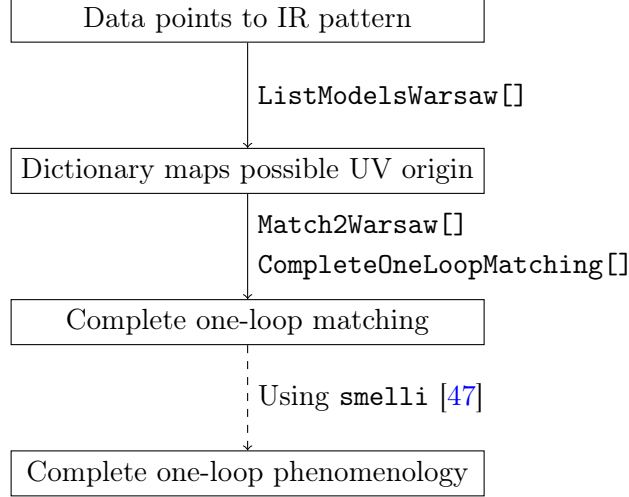 Data points to IR pattern
ListModelsWarsaw[]
Dictionary maps possible UV origin
Match2Warsaw[]
CompleteOneLoopMatching[]
Complete one-loop matching
Using smelli [47]
Complete one-loop phenomenology